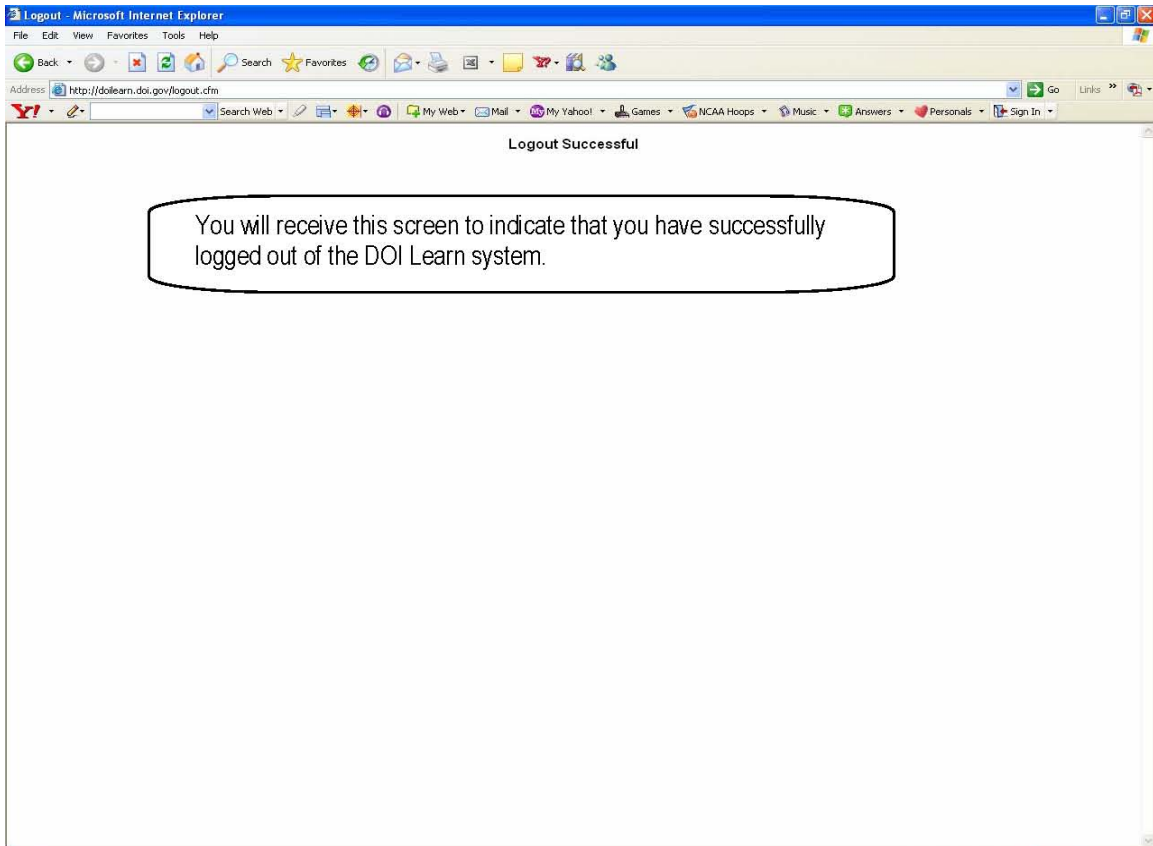 Logout - Microsoft Internet Explorer
File Edit View Favorites Tools Help
Back Search Favorites
Address http://doilearn.doi.gov/logout.cfm Go Links »
Y! Search Web My Web Mail My Yahoo! Games NCAA Hoops Music Answers Personals Sign In
Logout Successful
You will receive this screen to indicate that you have successfully
logged out of the DOI Learn system.